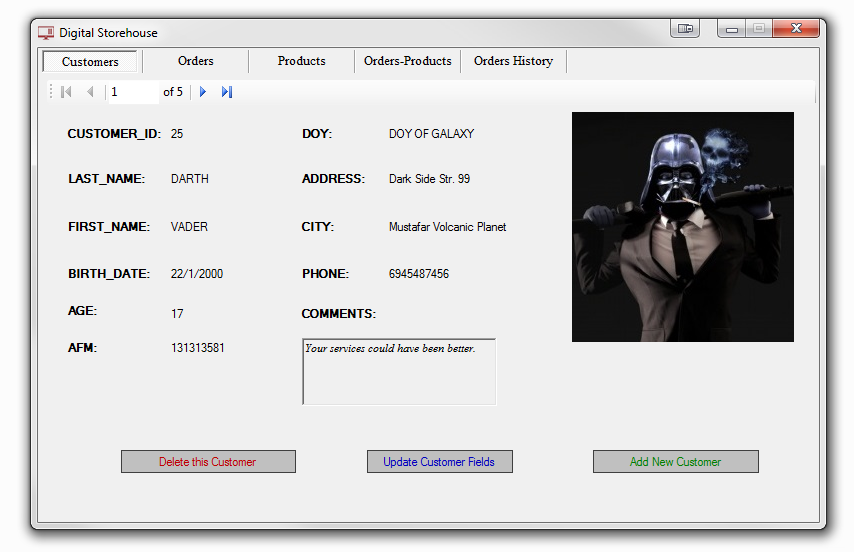 Digital Storehouse
Customers Orders Products Orders-Products Orders History
1 of 5
CUSTOMER_ID: 25 DOY: DOY OF GALAXY
LAST_NAME: DARTH ADDRESS: Dark Side Str. 99
FIRST_NAME: VADER CITY: Mustafar Volcanic Planet
BIRTH_DATE: 22/1/2000 PHONE: 6945487456
AGE: 17 COMMENTS:
AFM: 131313581 Your services could have been better.
Delete this Customer Update Customer Fields Add New Customer